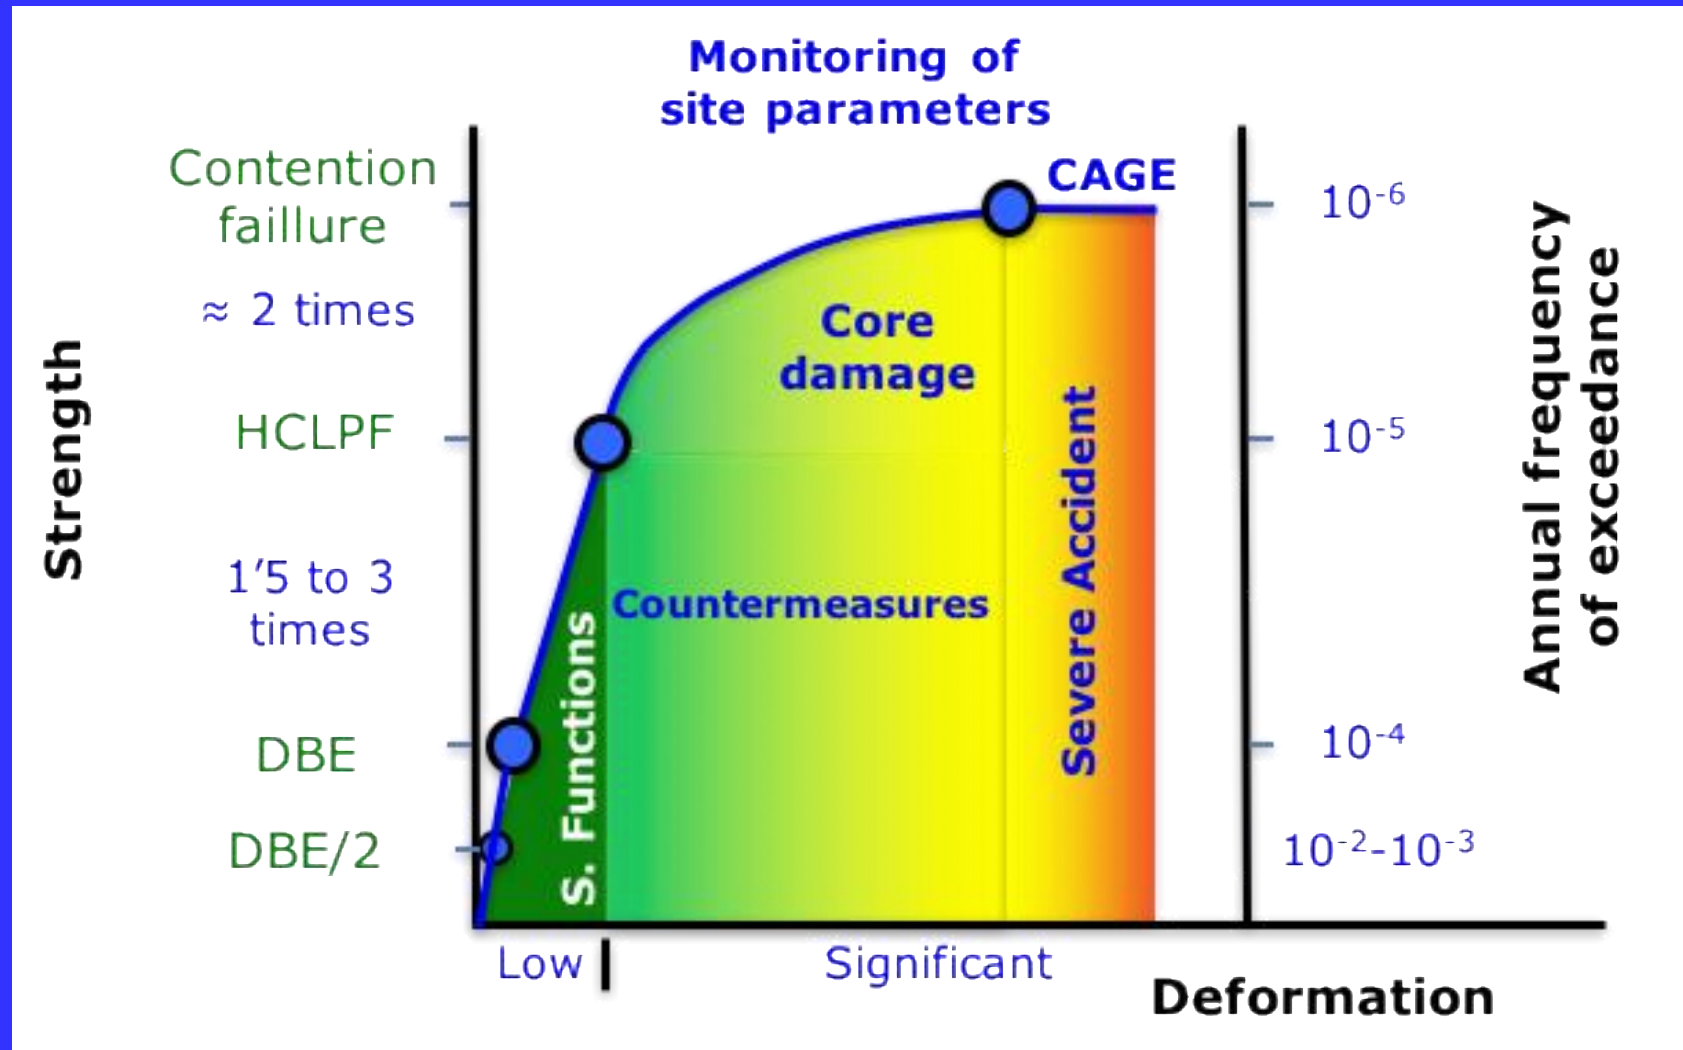 Monitoring of
site parameters
Strength
Contention
faillure
≈ 2 times
HCLPF
1'5 to 3
times
DBE
DBE/2
CAGE
Core
damage
Countermeasures
S. Functions
Severe Accident
10-6
10-5
10-4
10-2-10-3
Annual frequency
of exceedance
Low
Significant
Deformation